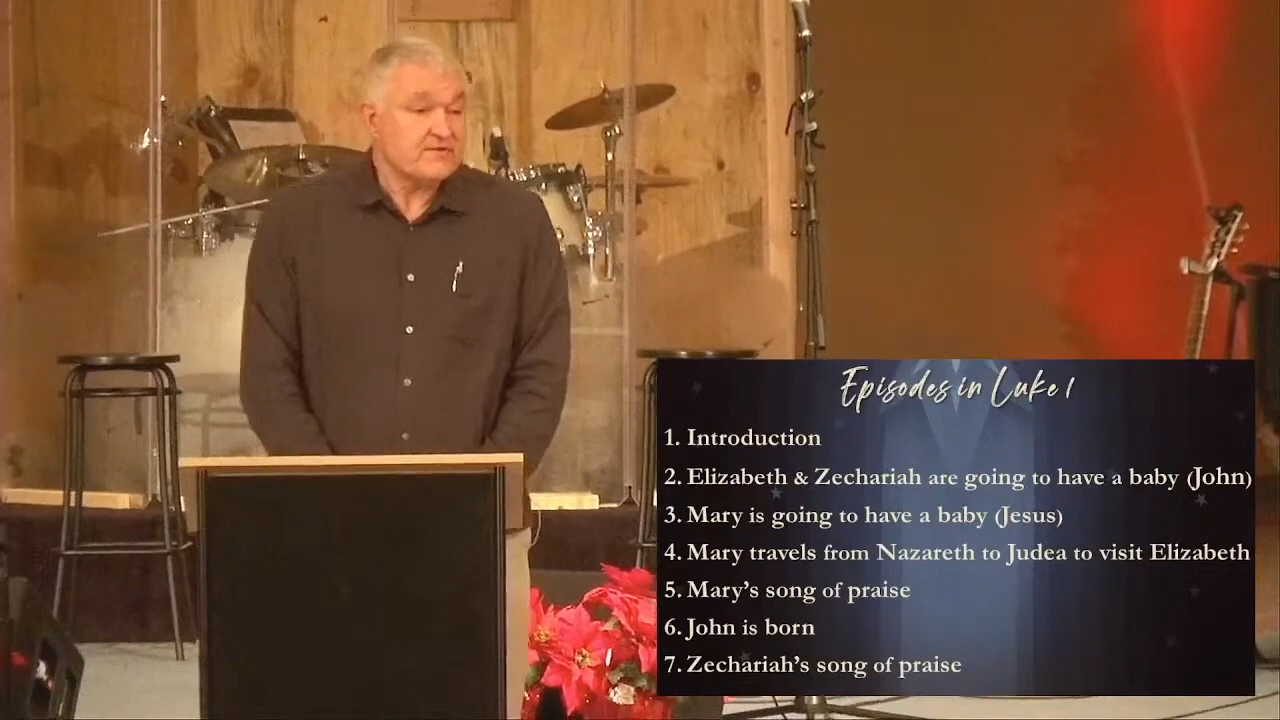 Episodes in Luke 1
1. Introduction
2. Elizabeth & Zechariah are going to have a baby (John)
3. Mary is going to have a baby (Jesus)
4. Mary travels from Nazareth to Judea to visit Elizabeth
5. Mary’s song of praise
6. John is born
7. Zechariah’s song of praise